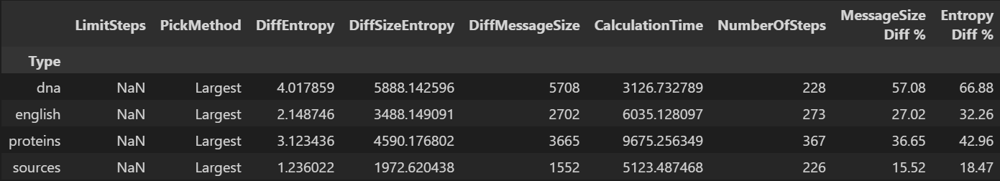 LimitSteps PickMethod DiffEntropy DiffSizeEntropy DiffMessageSize CalculationTime NumberOfSteps MessageSize Diff % Entropy Diff %
Type
dna NaN Largest 4.017859 5888.142596 5708 3126.732789 228 57.08 66.88
english NaN Largest 2.148746 3488.149091 2702 6035.128097 273 27.02 32.26
proteins NaN Largest 3.123436 4590.176802 3665 9675.256349 367 36.65 42.96
sources NaN Largest 1.236022 1972.620438 1552 5123.487468 226 15.52 18.47